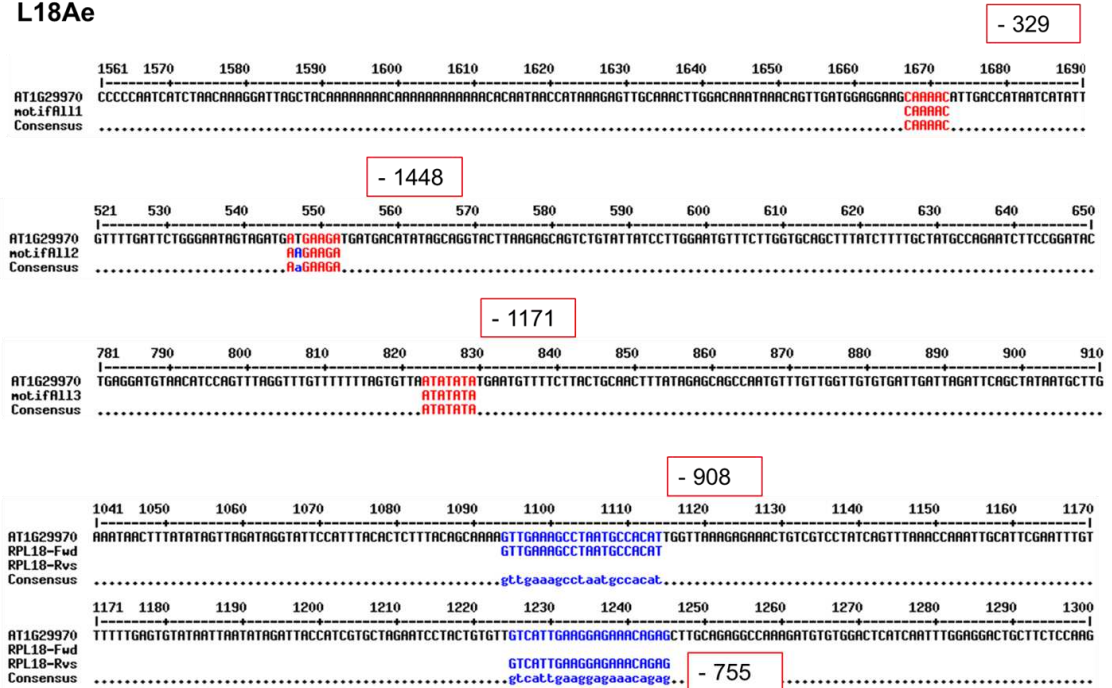 L18Ae
- 329
1561 1570 1580 1590 1600 1610 1620 1630 1640 1650 1660 1670 1680 1690
AT1G29970 CCCCCAATCATCTAACAAAGGATTAGCTACAAAAAAAACAAAAAAAAAAAAACACAATAACCATAAAGAGTTGCAAACTTGGACAAATAAACAGTTGATGGAGGAAGCAAAACATTGACCATAATCATATT
motifAll1 CAAAAC
Consensus CAAAAC
- 1448
521 530 540 550 560 570 580 590 600 610 620 630 640 650
AT1G29970 GTTTTGATTCTGGGAATAGTAGATGATGAAGATGATGACATATAGCAGGTACTTAAGAGCAGTCTGTATTATCCTTGGAATGTTTCTTGGTGCAGCTTTATCTTTTGCTATGCCAGAATCTTCCGGATAC
motifAll2 AAGAAGA
Consensus AaGAAGA
- 1171
781 790 800 810 820 830 840 850 860 870 880 890 900 910
AT1G29970 TGAGGATGTAACATCCAGTTTAGGTTTGTTTTTTTAGTGTTAATATATATGAATGTTTTCTTACTGCAACTTTATAGAGCAGCCAATGTTTGTTGGTTGTGTGATTGATTAGATTCAGCTATAATGCTTG
motifAll3 ATATATA
Consensus ATATATA
- 908
1041 1050 1060 1070 1080 1090 1100 1110 1120 1130 1140 1150 1160 1170
AT1G29970 AAATAACTTTATATAGTTAGATAGGTATTCCATTTACACTCTTTACAGCAAAAGTTGAAAGCCTAATGCCACATTGGTTAAAGAGAAACTGTCGTCCTATCAGTTTAAACCAAATTGCATTCGAATTTGT
RPL18-Fwd GTTGAAAGCCTAATGCCACAT
RPL18-Rvs
Consensus gttgaaagcctaatgccacat
1171 1180 1190 1200 1210 1220 1230 1240 1250 1260 1270 1280 1290 1300
AT1G29970 TTTTTGAGTGTATAATTAATATAGATTACCATCGTGCTAGAATCCTACTGTGTTGTCATTGAAGGAGAAACAGAGCTTGCAGAGGCCAAAGATGTGTGGACTCATCAATTTGGAGGACTGCTTCTCCAAG
RPL18-Fwd
RPL18-Rvs GTCATTGAAGGAGAAACAGAG
Consensus gtcattgaaggagaaacagag
- 755